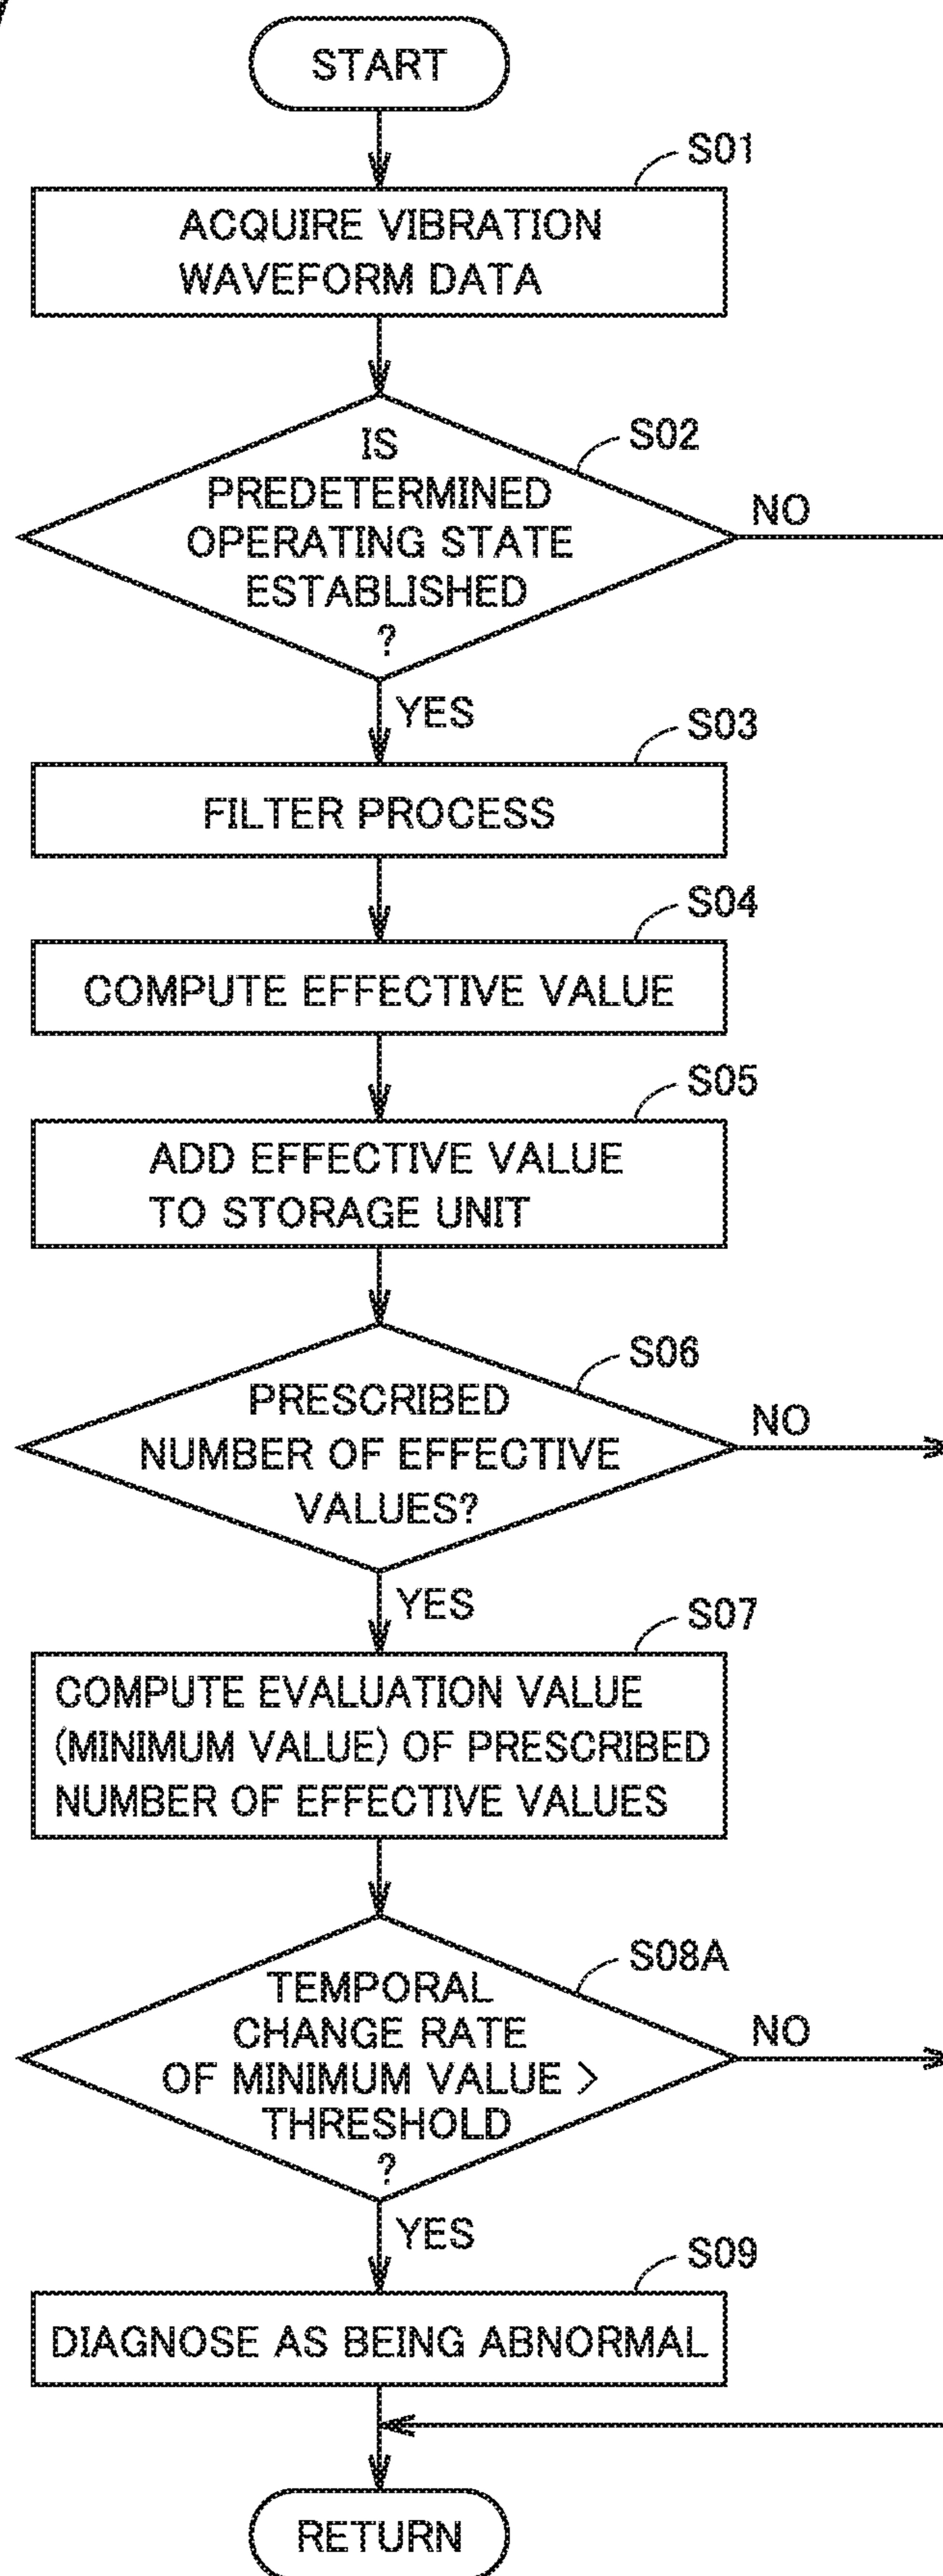 START
S01
ACQUIRE VIBRATION
WAVEFORM DATA
S02
IS
PREDETERMINED
OPERATING STATE
ESTABLISHED
?
NO
YES
S03
FILTER PROCESS
S04
COMPUTE EFFECTIVE VALUE
S05
ADD EFFECTIVE VALUE
TO STORAGE UNIT
S06
PRESCRIBED
NUMBER OF EFFECTIVE
VALUES?
NO
YES
S07
COMPUTE EVALUATION VALUE
(MINIMUM VALUE) OF PRESCRIBED
NUMBER OF EFFECTIVE VALUES
S08A
TEMPORAL
CHANGE RATE
OF MINIMUM VALUE >
THRESHOLD
?
NO
YES
S09
DIAGNOSE AS BEING ABNORMAL
RETURN